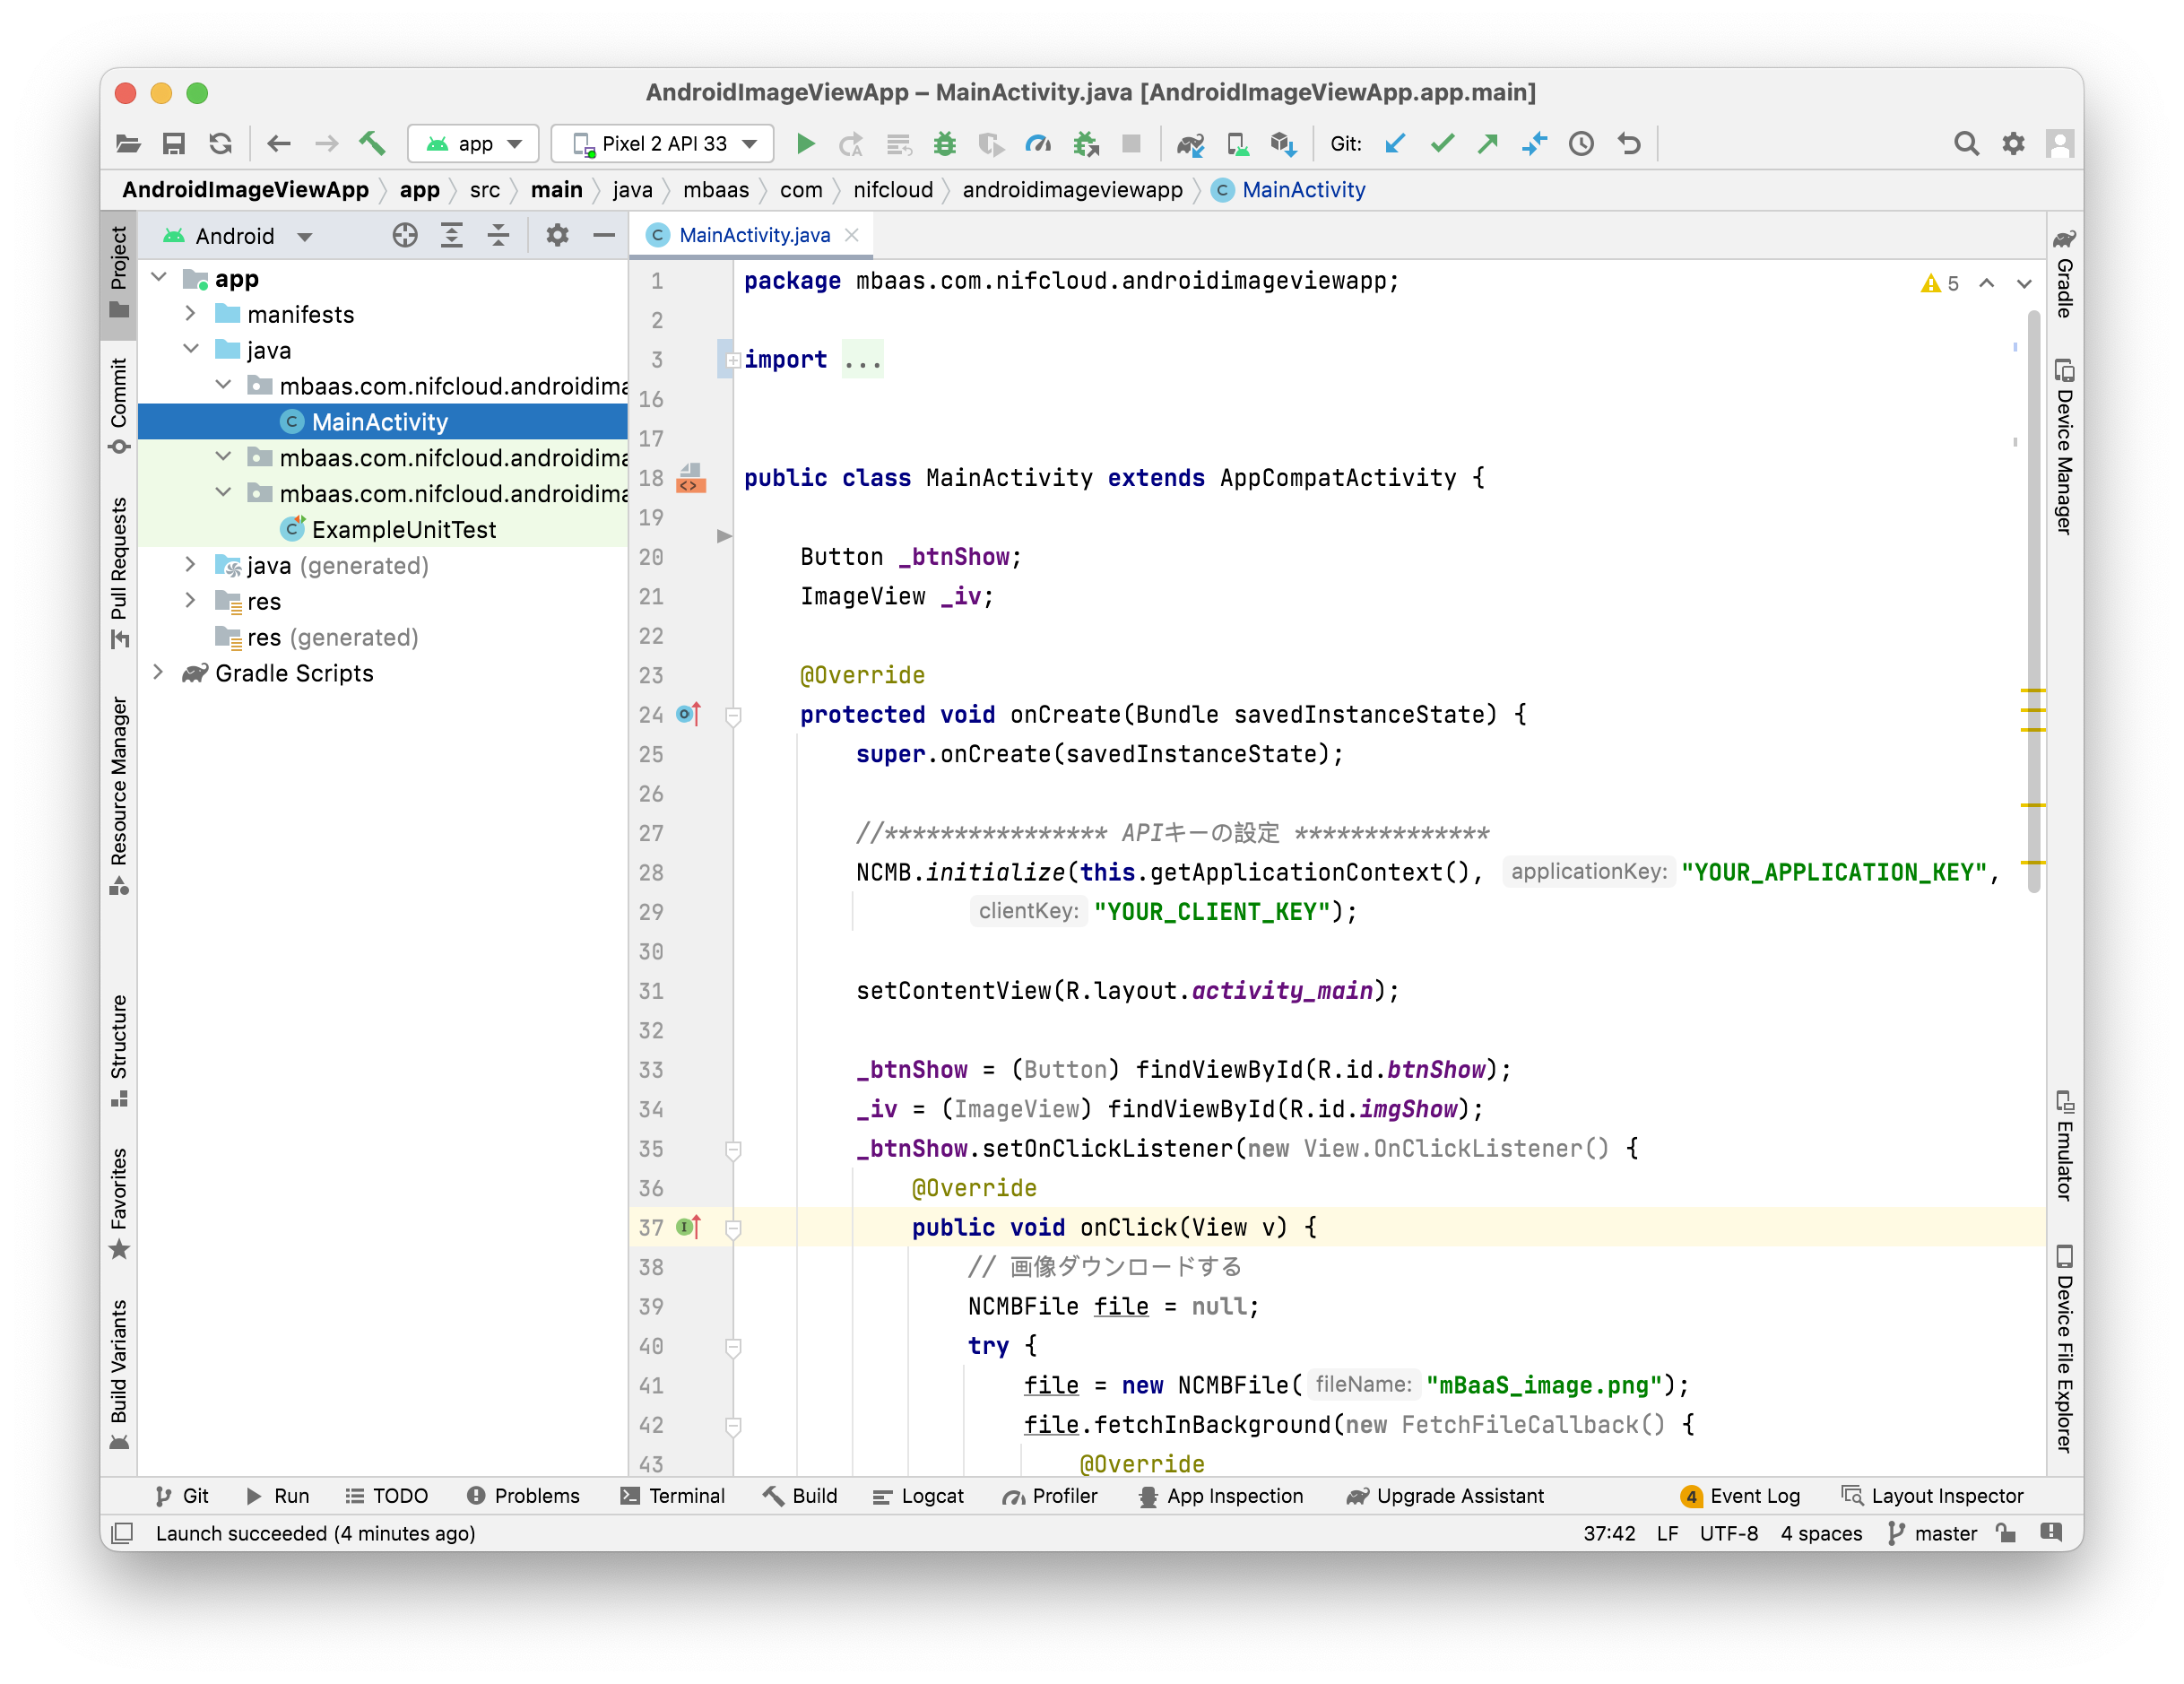 AndroidImageViewApp – MainActivity.java [AndroidImageViewApp.app.main]
app Pixel 2 API 33 Git:
AndroidImageViewApp app src main java mbaas com nifcloud androidimageviewapp C MainActivity
Project
Commit
Pull Requests
Resource Manager
Structure
Favorites
Build Variants
Android
app
manifests
java
mbaas.com.nifcloud.androidima
C MainActivity
mbaas.com.nifcloud.androidima
mbaas.com.nifcloud.androidima
C ExampleUnitTest
java (generated)
res
res (generated)
Gradle Scripts
C MainActivity.java
5
1 package mbaas.com.nifcloud.androidimageviewapp;
2
3 import ...
16
17
18 public class MainActivity extends AppCompatActivity {
19
20 Button _btnShow;
21 ImageView _iv;
22
23 @Override
24 protected void onCreate(Bundle savedInstanceState) {
25 super.onCreate(savedInstanceState);
26
27 //**************** APIキーの設定 **************
28 NCMB.initialize(this.getApplicationContext(), applicationKey: "YOUR_APPLICATION_KEY",
29 clientKey: "YOUR_CLIENT_KEY");
30
31 setContentView(R.layout.activity_main);
32
33 _btnShow = (Button) findViewById(R.id.btnShow);
34 _iv = (ImageView) findViewById(R.id.imgShow);
35 _btnShow.setOnClickListener(new View.OnClickListener() {
36 @Override
37 public void onClick(View v) {
38 // 画像ダウンロードする
39 NCMBFile file = null;
40 try {
41 file = new NCMBFile( fileName: "mBaaS_image.png");
42 file.fetchInBackground(new FetchFileCallback() {
43 @Override
Gradle
Device Manager
Emulator
Device File Explorer
Git Run TODO Problems Terminal Build Logcat Profiler App Inspection Upgrade Assistant 4 Event Log Layout Inspector
Launch succeeded (4 minutes ago) 37:42 LF UTF-8 4 spaces master